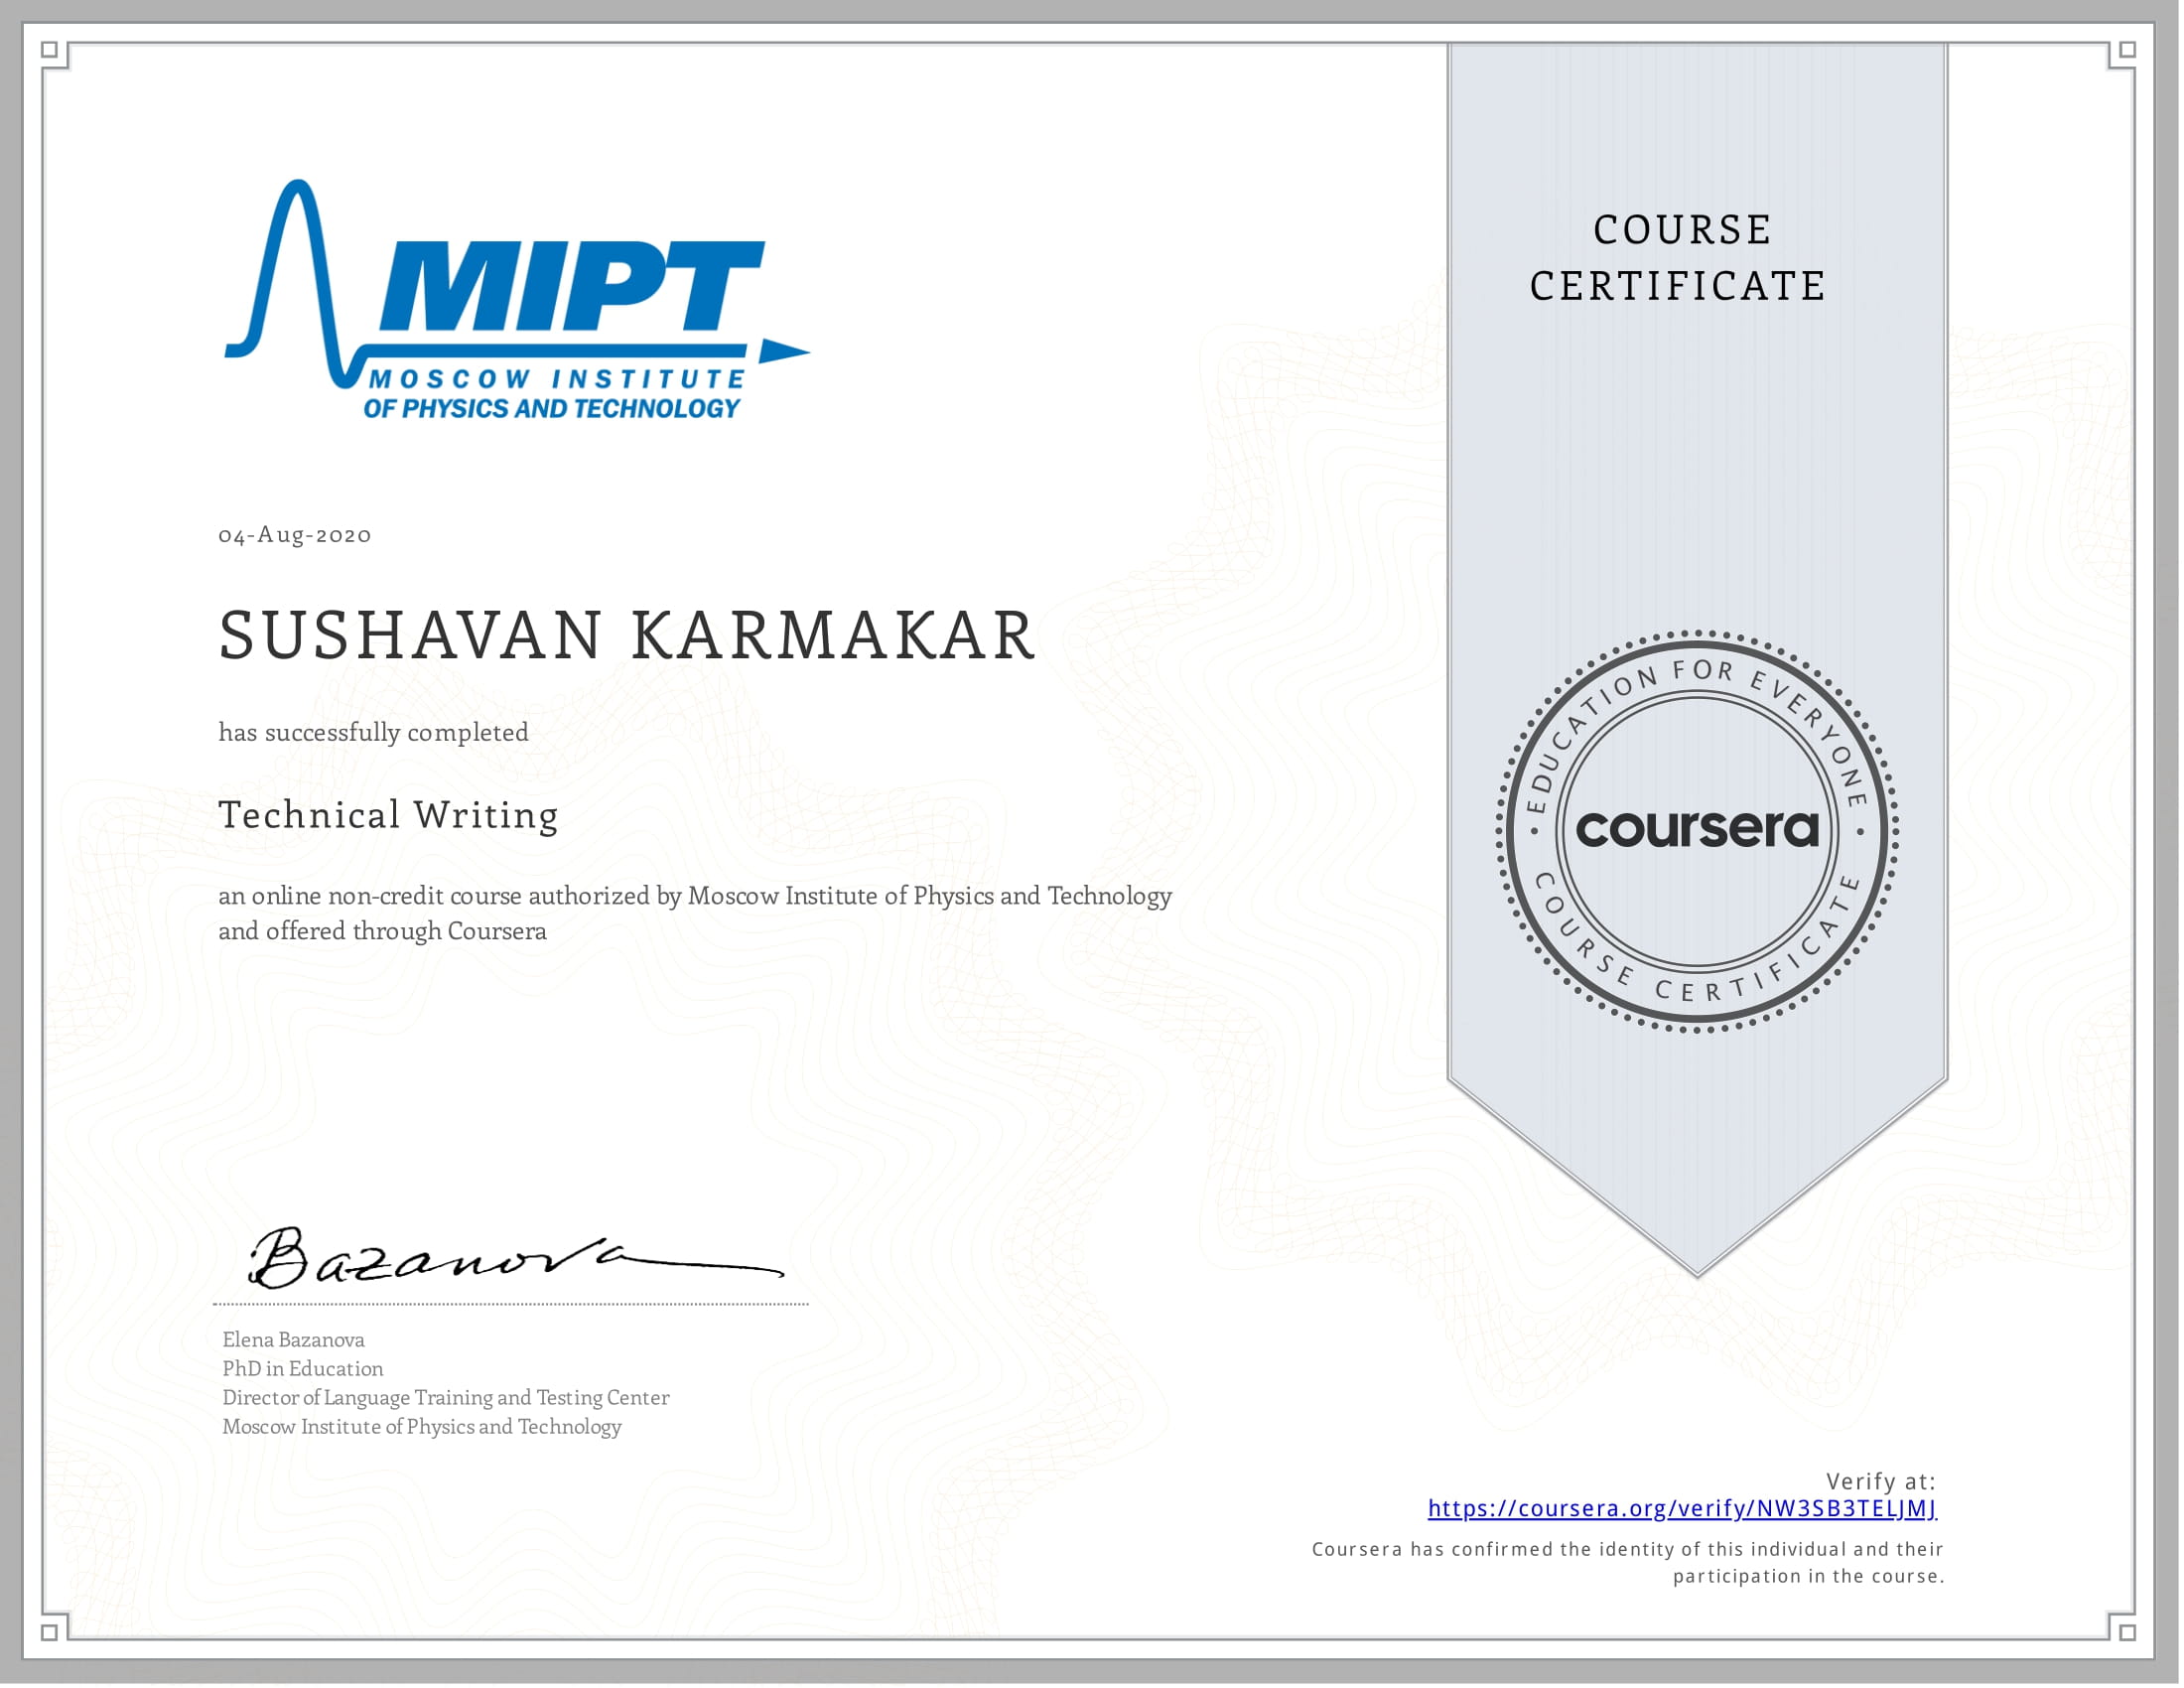 MIPT
MOSCOW INSTITUTE
OF PHYSICS AND TECHNOLOGY
COURSE
CERTIFICATE
04-Aug-2020
SUSHAVAN KARMAKAR
has successfully completed
Technical Writing
an online non-credit course authorized by Moscow Institute of Physics and Technology
and offered through Coursera
EDUCATION FOR EVERYONE
coursera
COURSE CERTIFICATE
Bazanova
Elena Bazanova
PhD in Education
Director of Language Training and Testing Center
Moscow Institute of Physics and Technology
Verify at:
https://coursera.org/verify/NW3SB3TELJMJ
Coursera has confirmed the identity of this individual and their
participation in the course.